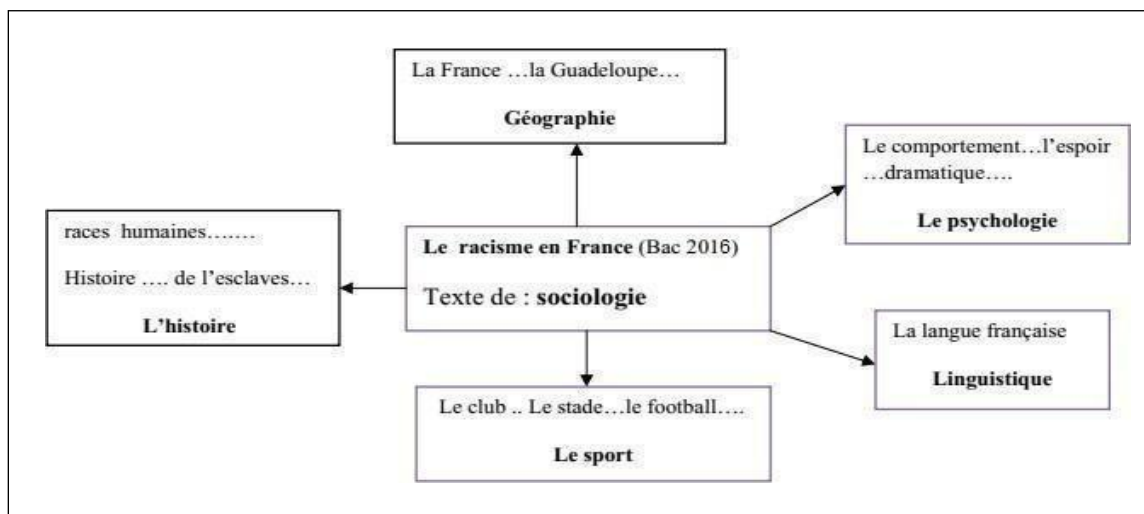 La France …la Guadeloupe…
Géographie
Le comportement…l’espoir
…dramatique….
Le psychologie
races humaines…….
Histoire …. de l’esclaves…
L’histoire
Le racisme en France (Bac 2016)
Texte de : sociologie
La langue française
Linguistique
Le club .. Le stade…le football….
Le sport